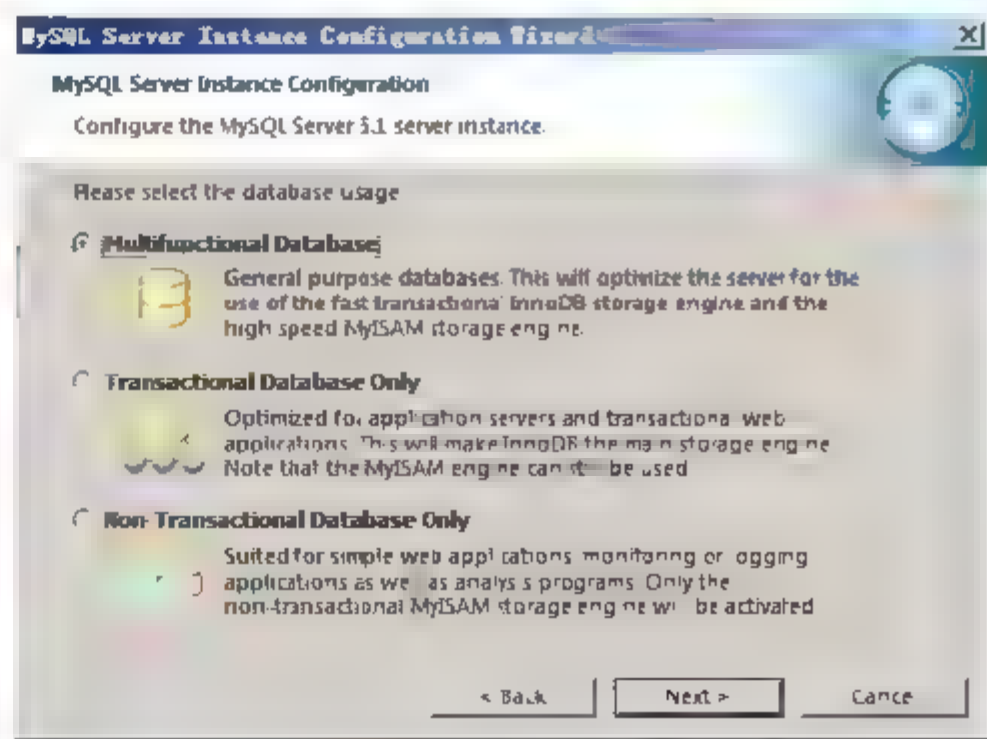 MySQL Server Instance Configuration Wizard
MySQL Server Instance Configuration
Configure the MySQL Server 5.1 server instance.
Please select the database usage
Multifunctional Database
General purpose databases. This will optimize the server for the
use of the fast transactional InnoDB storage engine and the
high speed MyISAM storage engine.
Transactional Database Only
Optimized for application servers and transactional web
applications. This will make InnoDB the main storage engine
Note that the MyISAM engine can still be used
Non-Transactional Database Only
Suited for simple web applications monitoring or logging
applications as well as analysis programs. Only the
non-transactional MyISAM storage engine will be activated
< Back
Next >
Cancel